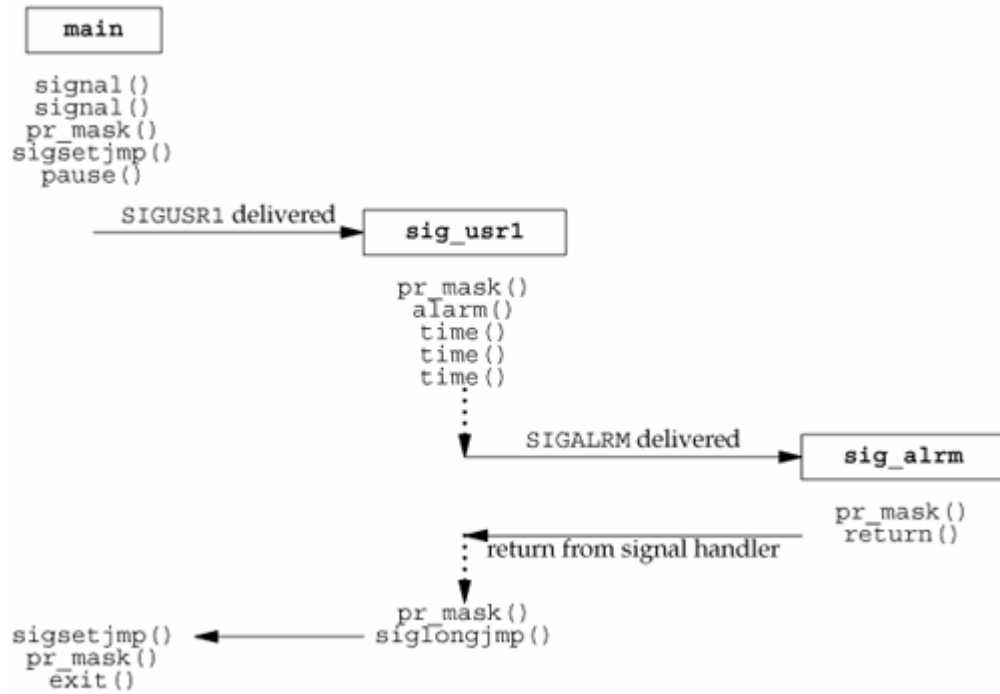 main
signal()
signal()
pr_mask()
sigsetjmp()
pause()
SIGUSR1 delivered
sig_usr1
pr_mask()
alarm()
time()
time()
time()
SIGALRM delivered
sig_alrm
pr_mask()
return()
return from signal handler
pr_mask()
siglongjmp()
sigsetjmp()
pr_mask()
exit()